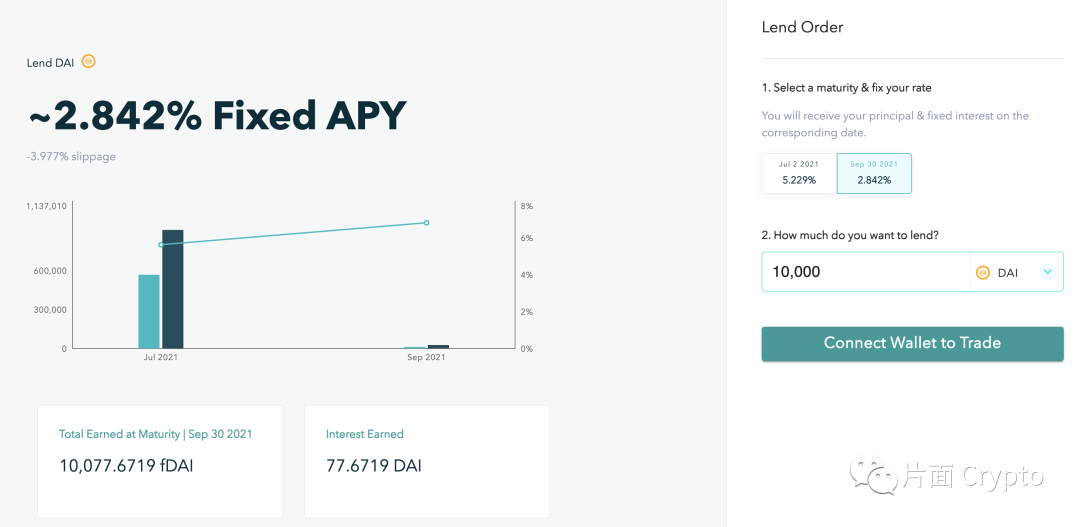 Lend DAI
~2.842% Fixed APY
-3.977% slippage
1,137,010
600,000
300,000
0
8%
6%
4%
2%
0%
Jul 2021
Sep 2021
Total Earned at Maturity | Sep 30 2021
10,077.6719 fDAI
Interest Earned
77.6719 DAI
Lend Order
1. Select a maturity & fix your rate
You will receive your principal & fixed interest on the
corresponding date.
Jul 2 2021
5.229%
Sep 30 2021
2.842%
2. How much do you want to lend?
10,000
DAI
Connect Wallet to Trade
片面 Crypto